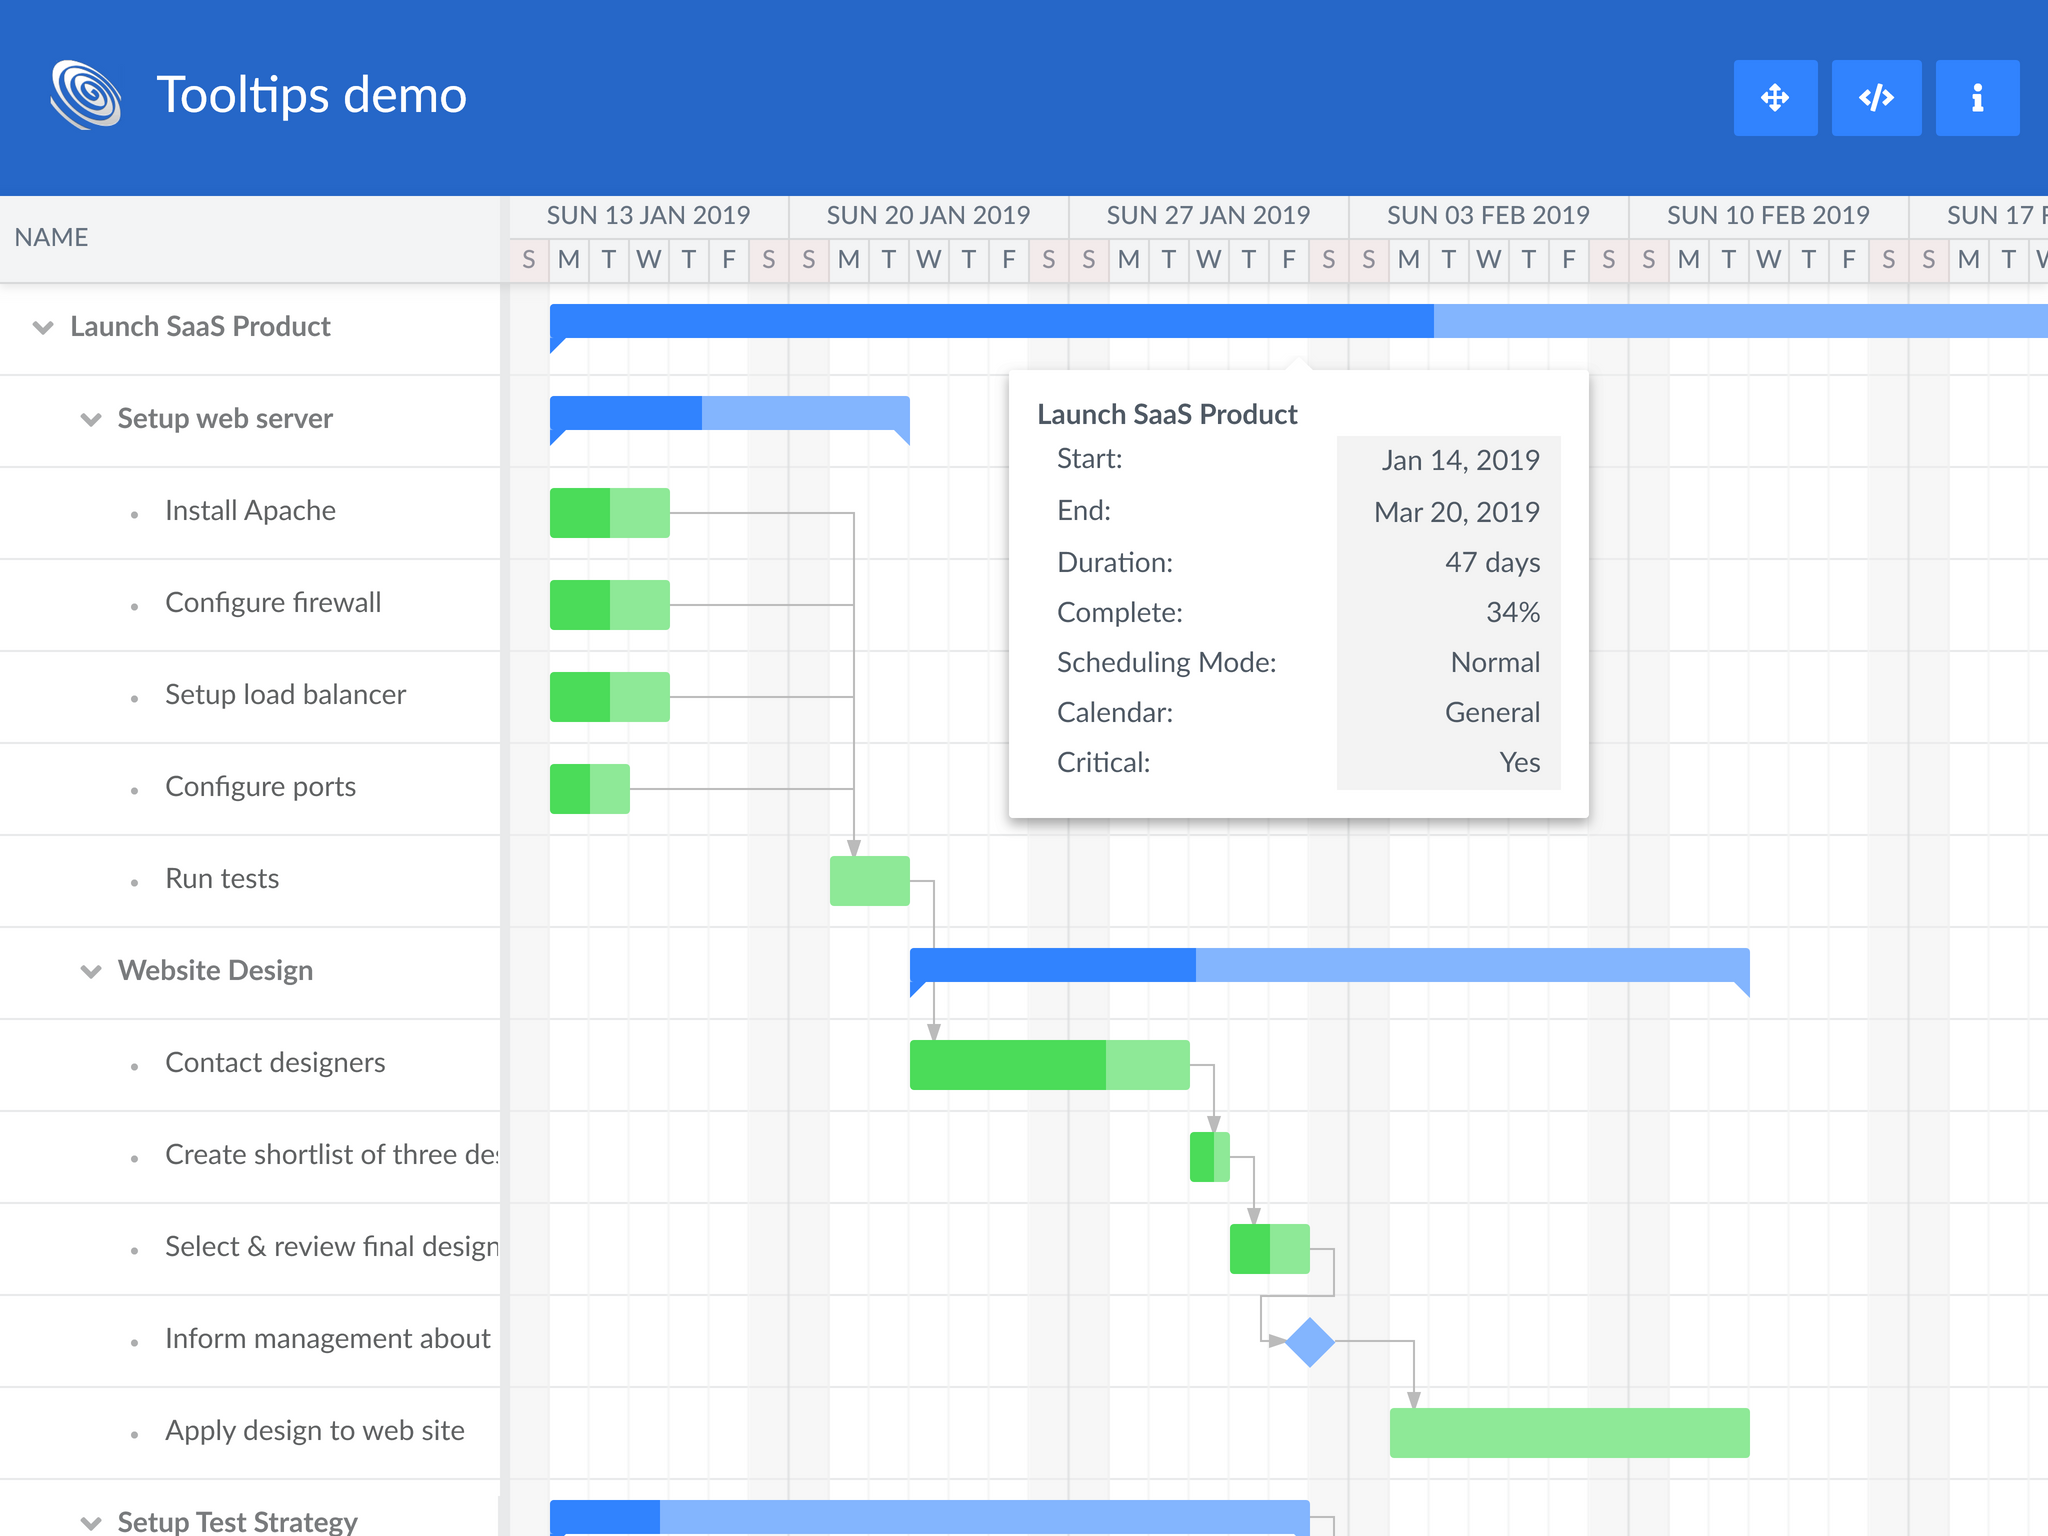 Tooltips demo
NAME
SUN 13 JAN 2019 SUN 20 JAN 2019 SUN 27 JAN 2019 SUN 03 FEB 2019 SUN 10 FEB 2019 SUN 17 F
S M T W T F S S M T W T F S S M T W T F S S M T W T F S S M T W T F S S M T W
Launch SaaS Product
Setup web server
Install Apache
Configure firewall
Setup load balancer
Configure ports
Run tests
Website Design
Contact designers
Create shortlist of three des
Select & review final design
Inform management about
Apply design to web site
Setup Test Strategy
Launch SaaS Product
Start: Jan 14, 2019
End: Mar 20, 2019
Duration: 47 days
Complete: 34%
Scheduling Mode: Normal
Calendar: General
Critical: Yes